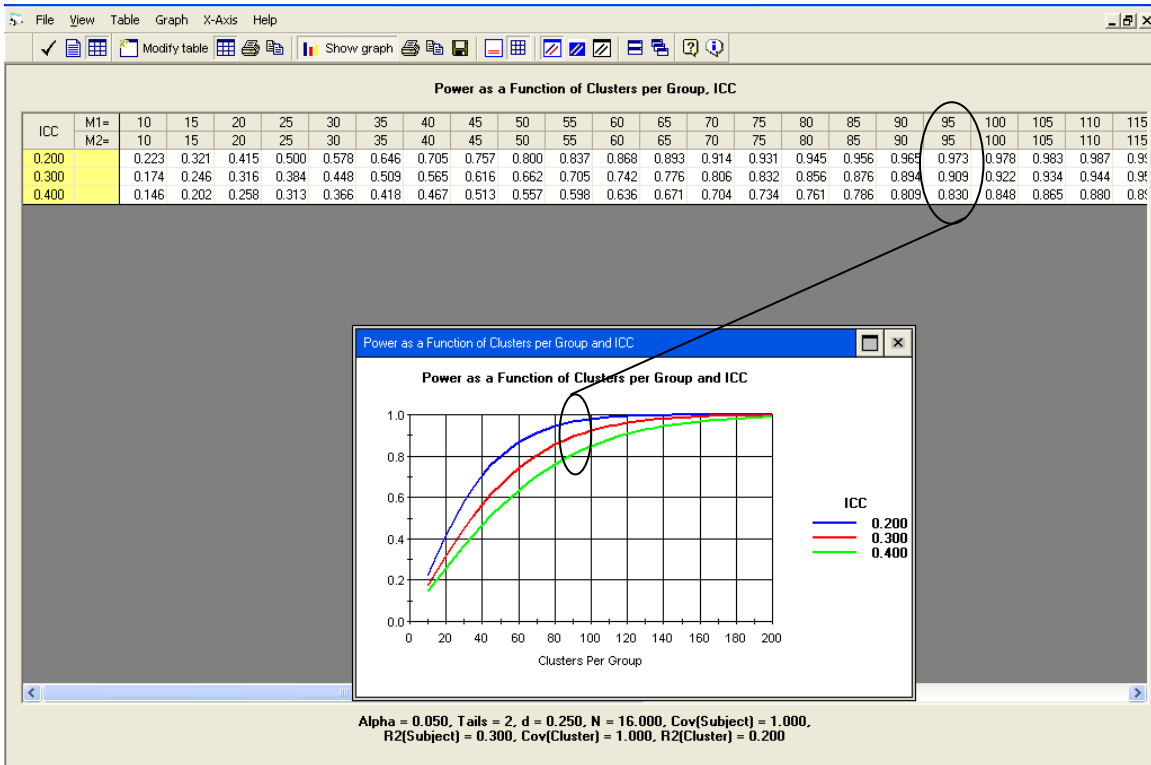 File View Table Graph X-Axis Help
Modify table Show graph
Power as a Function of Clusters per Group, ICC
ICC M1= 10 15 20 25 30 35 40 45 50 55 60 65 70 75 80 85 90 95 100 105 110 115
M2= 10 15 20 25 30 35 40 45 50 55 60 65 70 75 80 85 90 95 100 105 110 115
0.200 0.223 0.321 0.415 0.500 0.578 0.646 0.705 0.757 0.800 0.837 0.868 0.893 0.914 0.931 0.945 0.956 0.965 0.973 0.978 0.983 0.987
0.300 0.174 0.246 0.316 0.384 0.448 0.509 0.565 0.616 0.662 0.705 0.742 0.776 0.806 0.832 0.856 0.876 0.894 0.909 0.922 0.934 0.944
0.400 0.146 0.202 0.258 0.313 0.366 0.418 0.467 0.513 0.557 0.598 0.636 0.671 0.704 0.734 0.761 0.786 0.809 0.830 0.848 0.865 0.880
Power as a Function of Clusters per Group and ICC
Power as a Function of Clusters per Group and ICC
1.0
0.8
0.6
0.4
0.2
0.0
0 20 40 60 80 100 120 140 160 180 200
Clusters Per Group
ICC
0.200
0.300
0.400
Alpha = 0.050, Tails = 2, d = 0.250, N = 16.000, Cov(Subject) = 1.000,
R2(Subject) = 0.300, Cov(Cluster) = 1.000, R2(Cluster) = 0.200